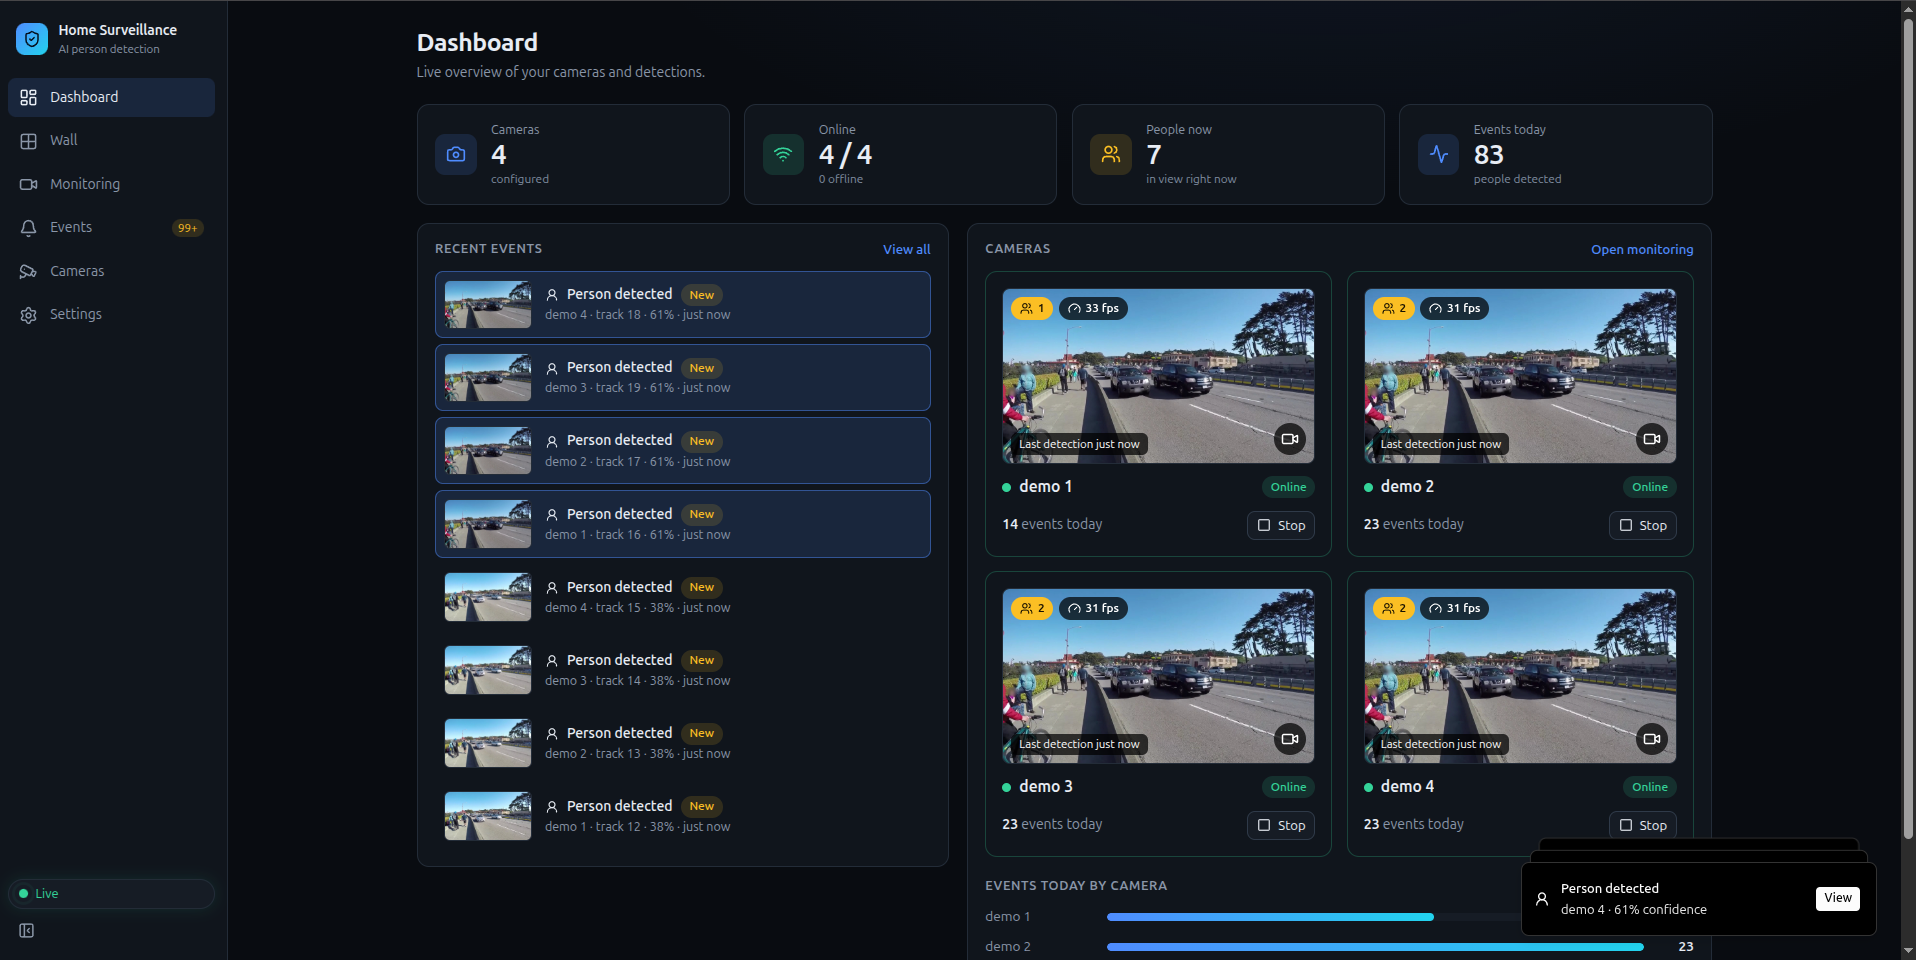 Home Surveillance
AI person detection
Dashboard
Wall
Monitoring
Events 99+
Cameras
Settings
Live
Dashboard
Live overview of your cameras and detections.
Cameras
4
configured
Online
4 / 4
0 offline
People now
7
in view right now
Events today
83
people detected
RECENT EVENTS View all
Person detected New
demo 4 · track 18 · 61% · just now
Person detected New
demo 3 · track 19 · 61% · just now
Person detected New
demo 2 · track 17 · 61% · just now
Person detected New
demo 1 · track 16 · 61% · just now
Person detected New
demo 4 · track 15 · 38% · just now
Person detected New
demo 3 · track 14 · 38% · just now
Person detected New
demo 2 · track 13 · 38% · just now
Person detected New
demo 1 · track 12 · 38% · just now
CAMERAS Open monitoring
1 33 fps
Last detection just now
demo 1 Online
14 events today Stop
2 31 fps
Last detection just now
demo 2 Online
23 events today Stop
2 31 fps
Last detection just now
demo 3 Online
23 events today Stop
2 31 fps
Last detection just now
demo 4 Online
23 events today Stop
EVENTS TODAY BY CAMERA
demo 1
demo 2 23
Person detected
demo 4 · 61% confidence
View